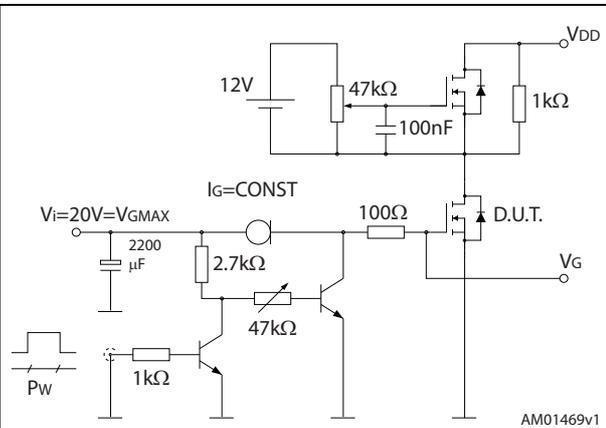 VDD
12V
47kΩ
1kΩ
100nF
IG=CONST
Vi=20V=VGMAX
100Ω
D.U.T.
2200
μF
2.7kΩ
VG
47kΩ
1kΩ
PW
AM01469v1